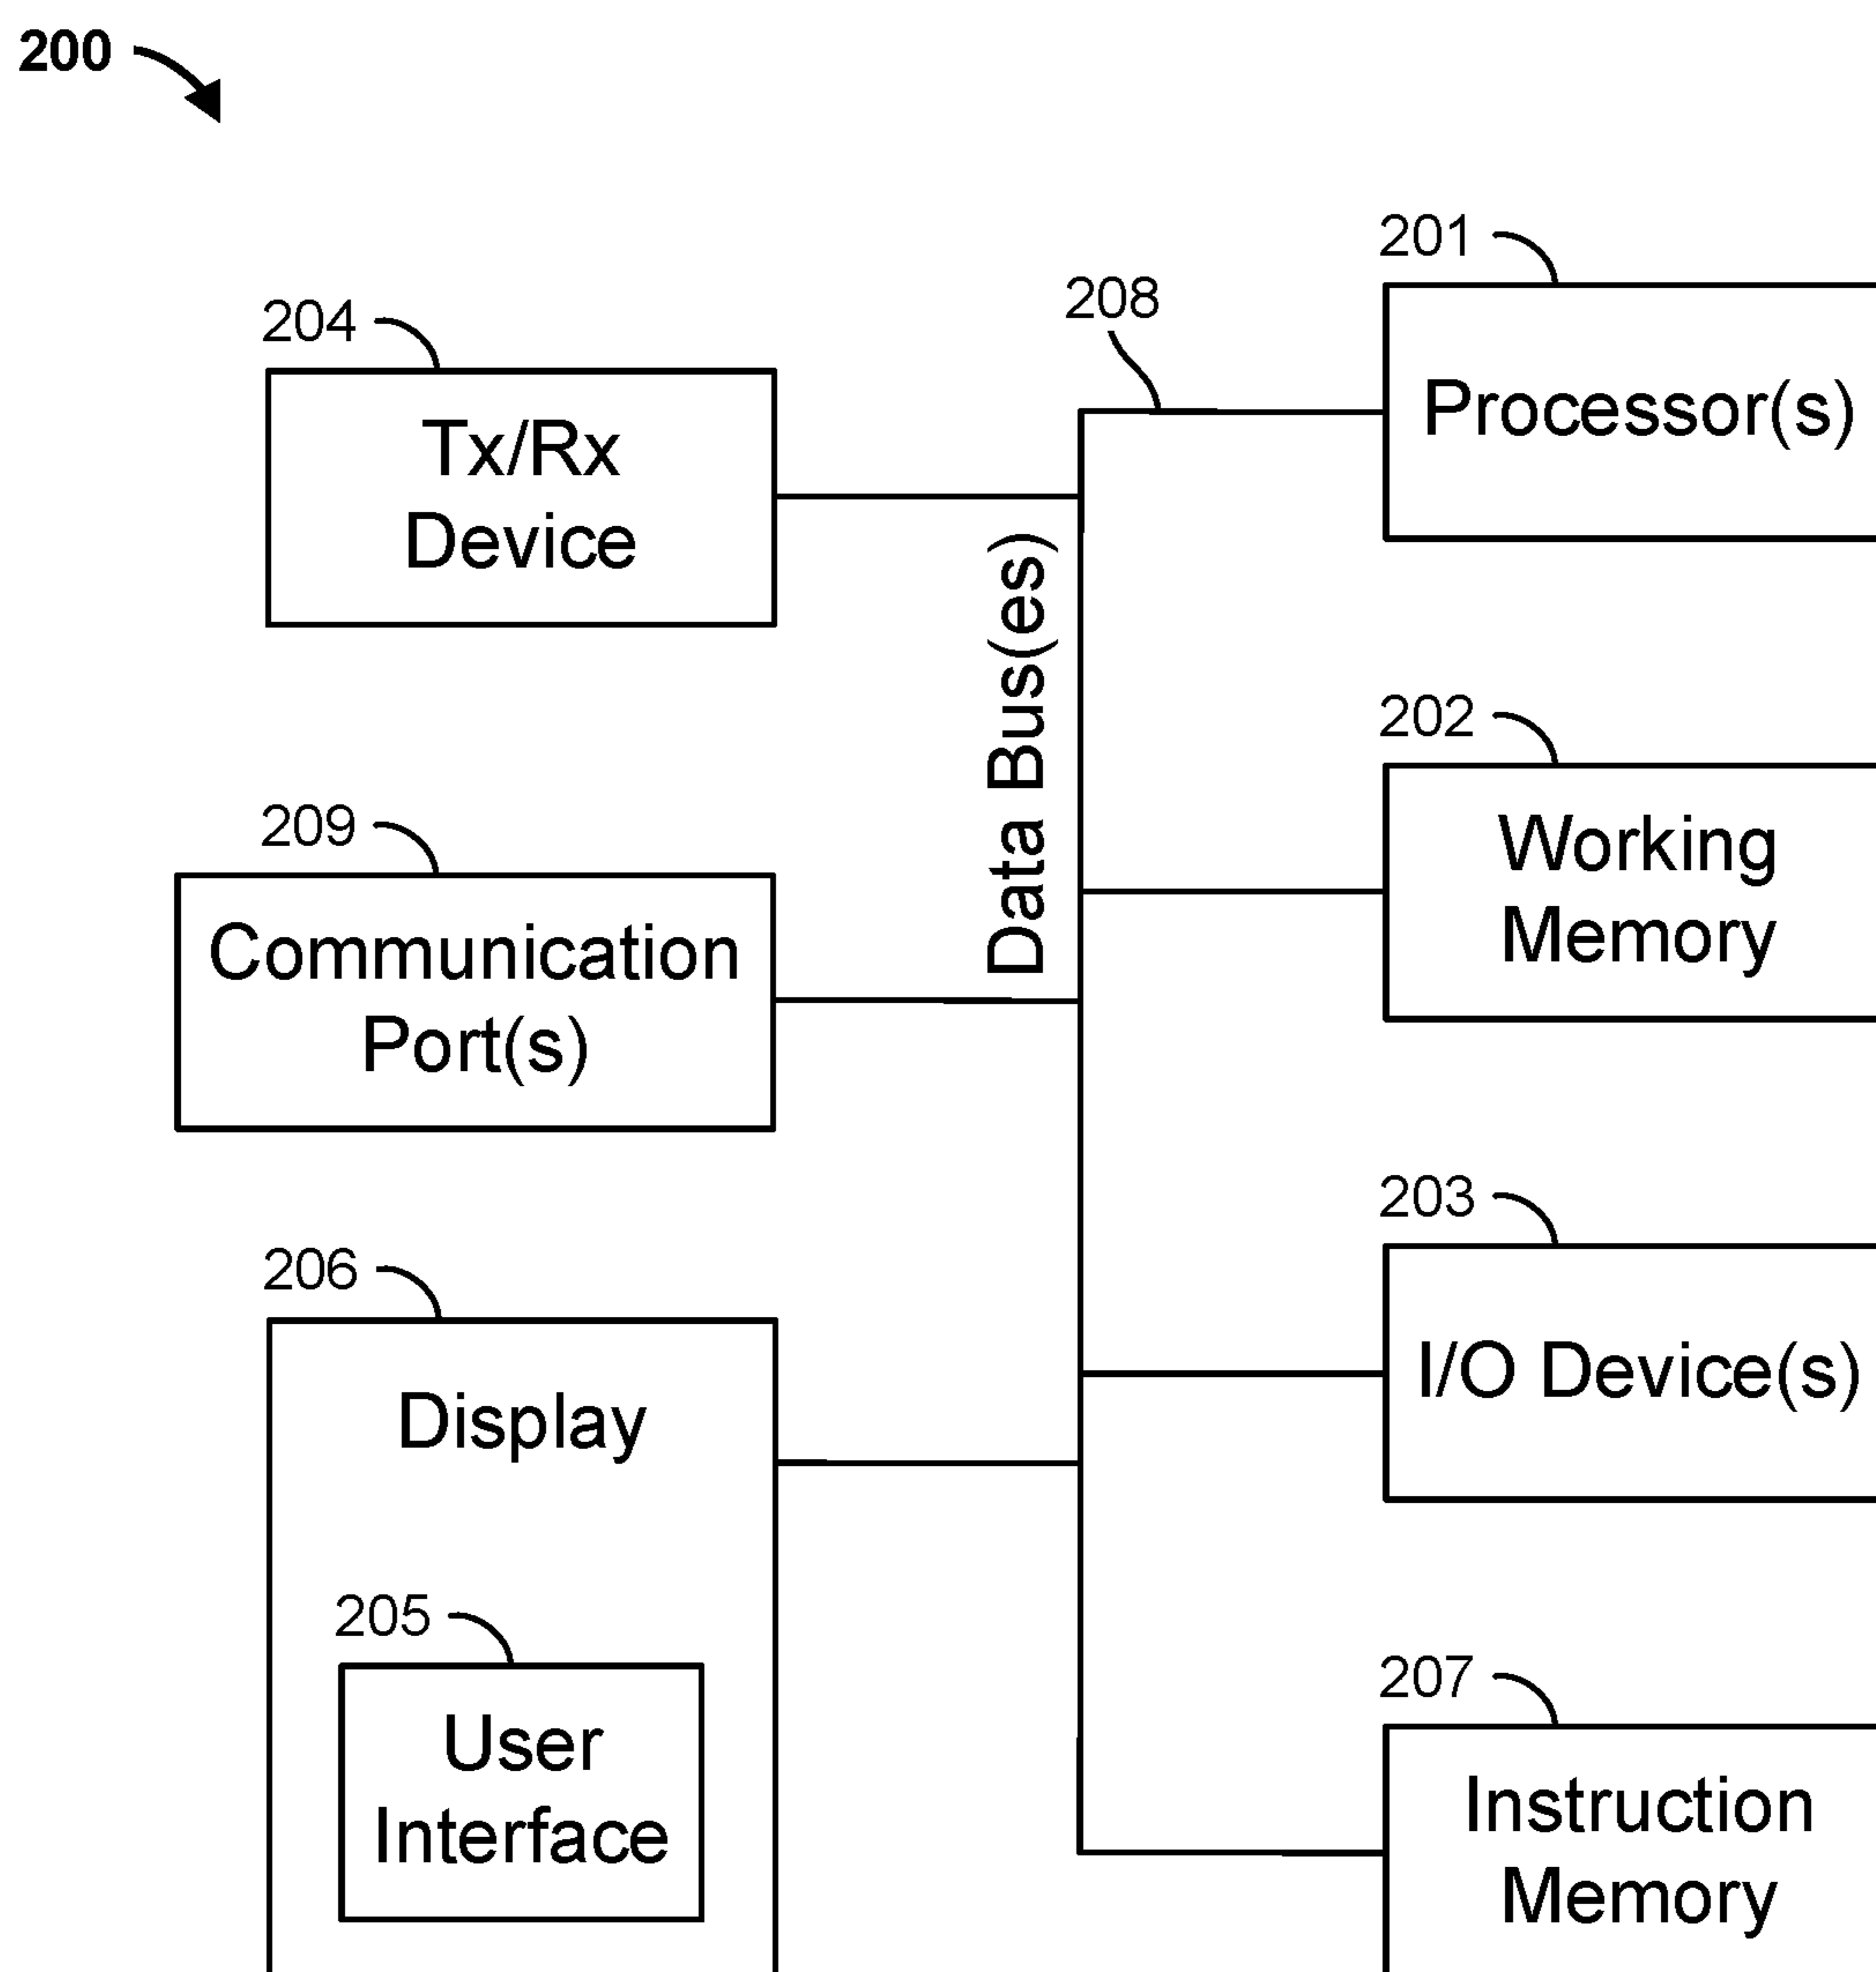 200
201
Processor(s)
208
204
Tx/Rx
Device
Data Bus(es)
202
Working
Memory
209
Communication
Port(s)
203
I/O Device(s)
206
Display
205
User
Interface
207
Instruction
Memory